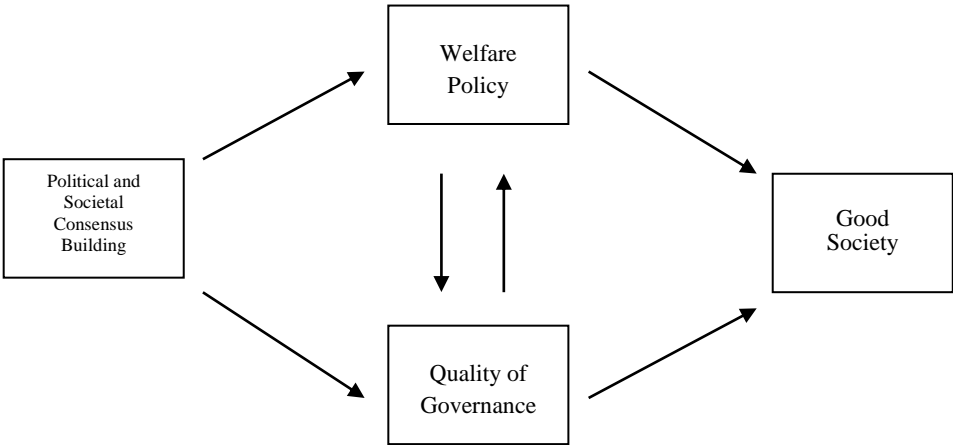 Welfare
Policy
Political and
Societal
Consensus
Building
Good
Society
Quality of
Governance